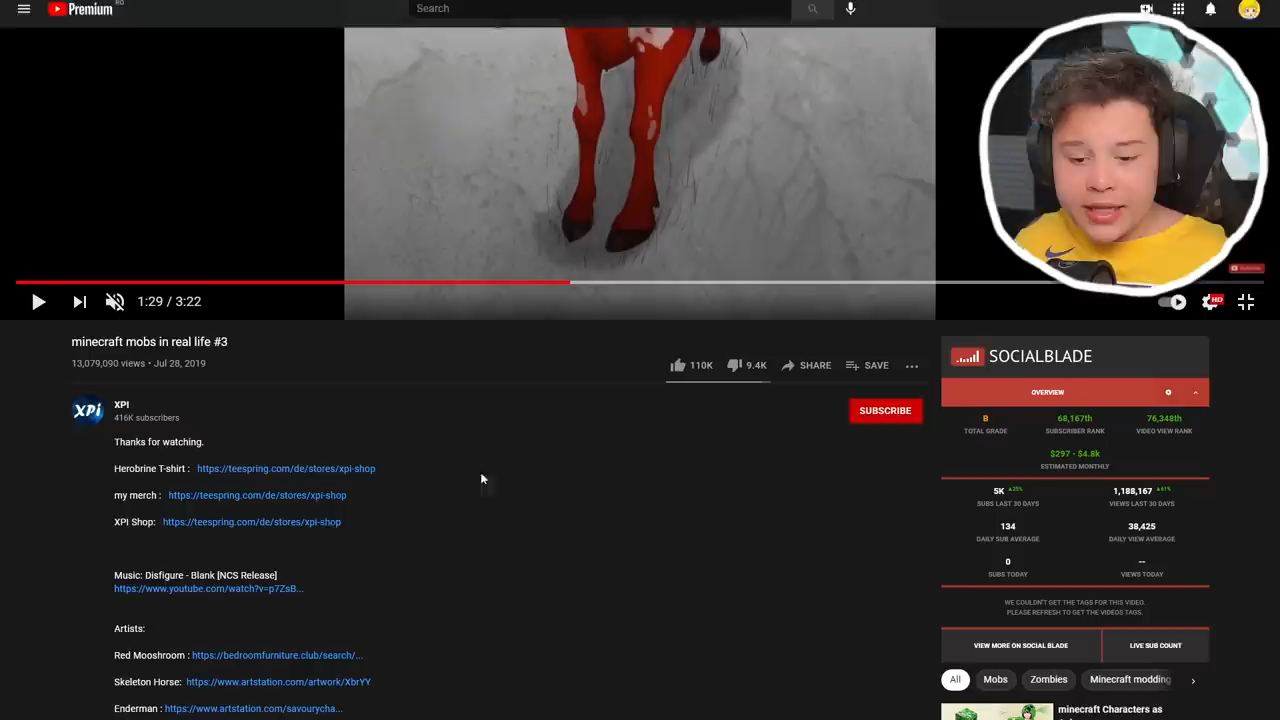 Premium RO
Search
1:29 / 3:22
HD
minecraft mobs in real life #3
13,079,090 views • Jul 28, 2019
110K
9.4K
SHARE
SAVE
XPI
XPI
416K subscribers
SUBSCRIBE
Thanks for watching.
Herobrine T-shirt : https://teespring.com/de/stores/xpi-shop
my merch : https://teespring.com/de/stores/xpi-shop
XPI Shop: https://teespring.com/de/stores/xpi-shop
Music: Disfigure - Blank [NCS Release]
https://www.youtube.com/watch?v=p7ZsB...
Artists:
Red Mooshroom : https://bedroomfurniture.club/search/...
Skeleton Horse: https://www.artstation.com/artwork/XbrYY
Enderman : https://www.artstation.com/savourycha...
SOCIALBLADE
OVERVIEW
B
68,167th
76,348th
TOTAL GRADE
SUBSCRIBER RANK
VIDEO VIEW RANK
$297 - $4.8k
ESTIMATED MONTHLY
5K ▲25%
1,188,167 ▲61%
SUBS LAST 30 DAYS
VIEWS LAST 30 DAYS
134
38,425
DAILY SUB AVERAGE
DAILY VIEW AVERAGE
0
--
SUBS TODAY
VIEWS TODAY
WE COULDN'T GET THE TAGS FOR THIS VIDEO.
PLEASE REFRESH TO GET THE VIDEOS TAGS.
VIEW MORE ON SOCIAL BLADE
LIVE SUB COUNT
All
Mobs
Zombies
Minecraft modding
minecraft Characters as